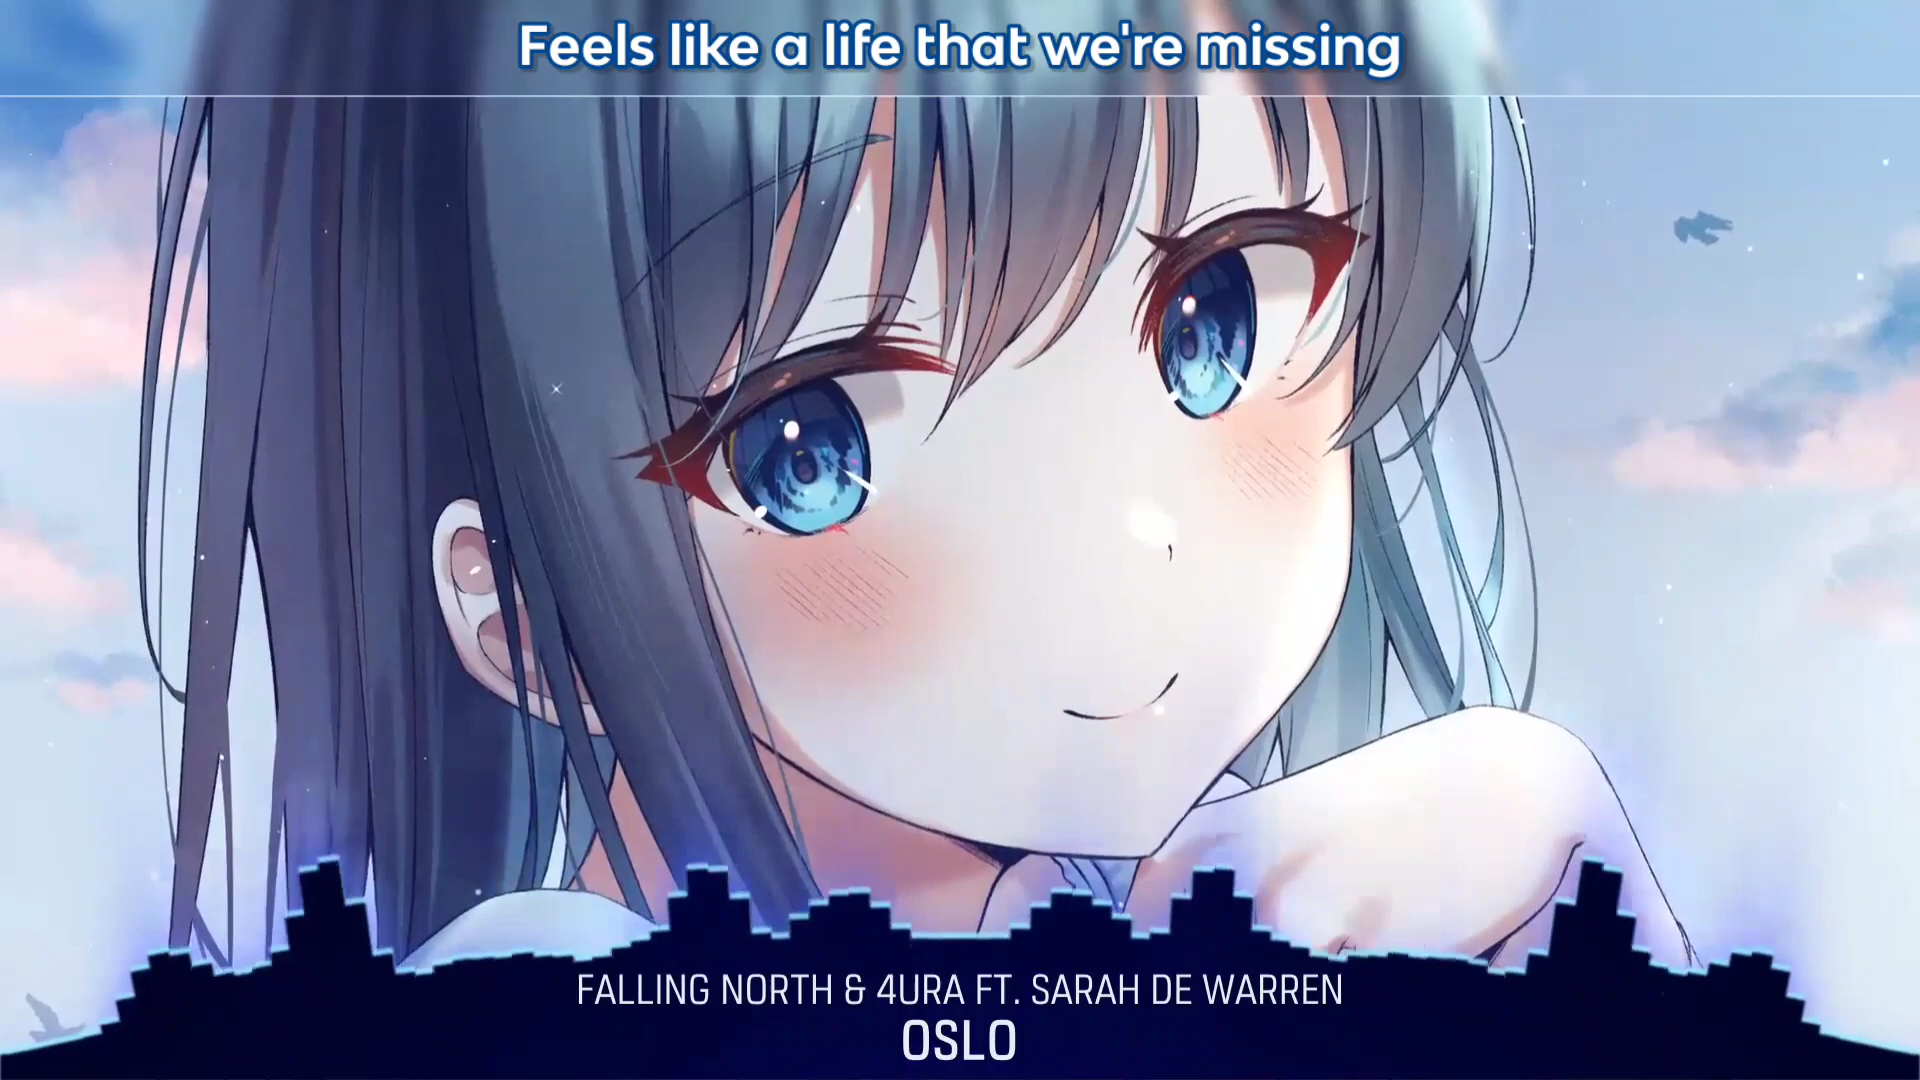 Feels like a life that we're missing
FALLING NORTH & 4URA FT. SARAH DE WARREN
OSLO